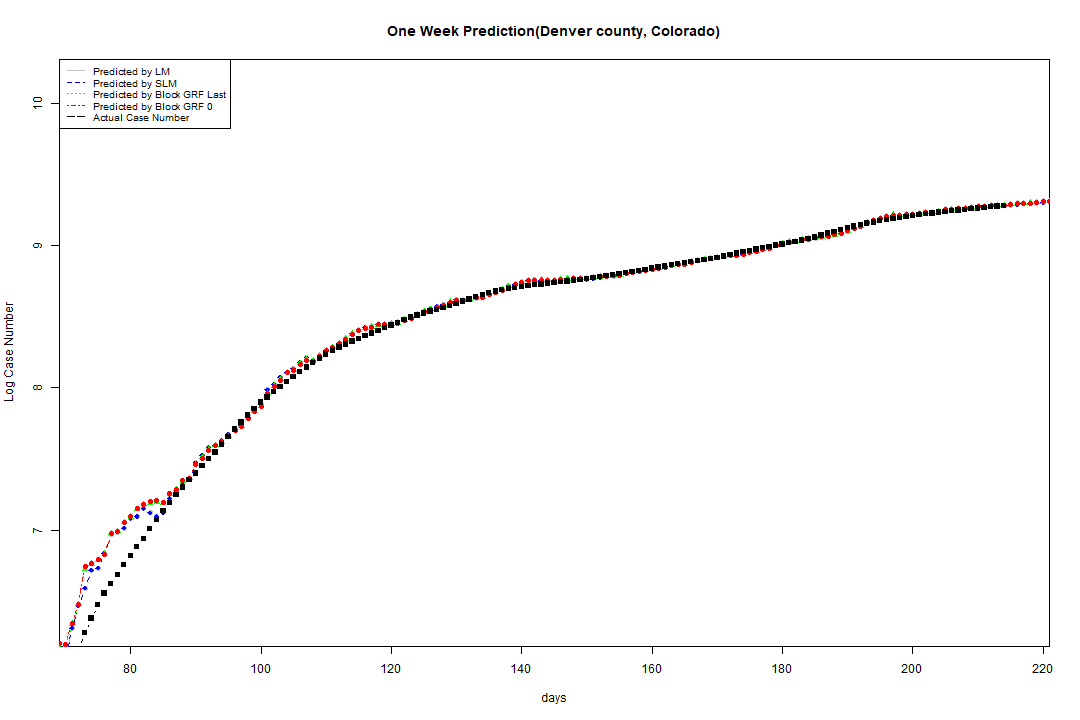 One Week Prediction(Denver county, Colorado)
Predicted by LM
Predicted by SLM
Predicted by Block GRF Last
Predicted by Block GRF 0
Actual Case Number
10
9
8
7
Log Case Number
80 100 120 140 160 180 200 220
days